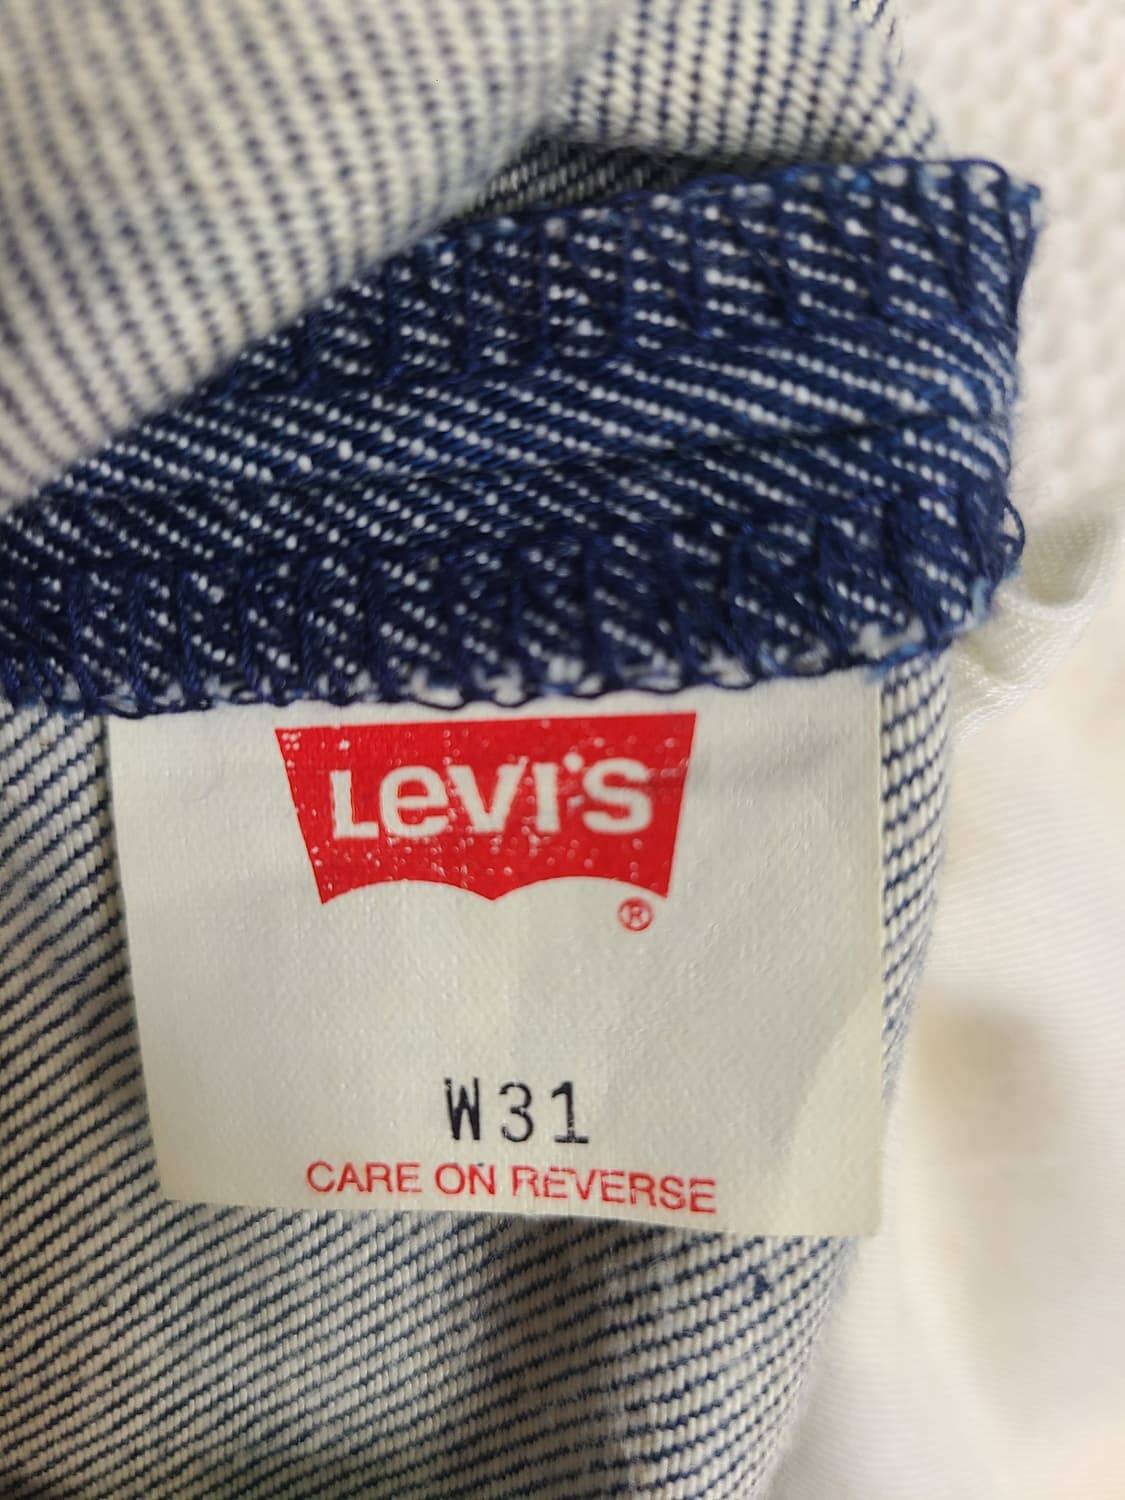 LEVI'S
®
W31
CARE ON REVERSE